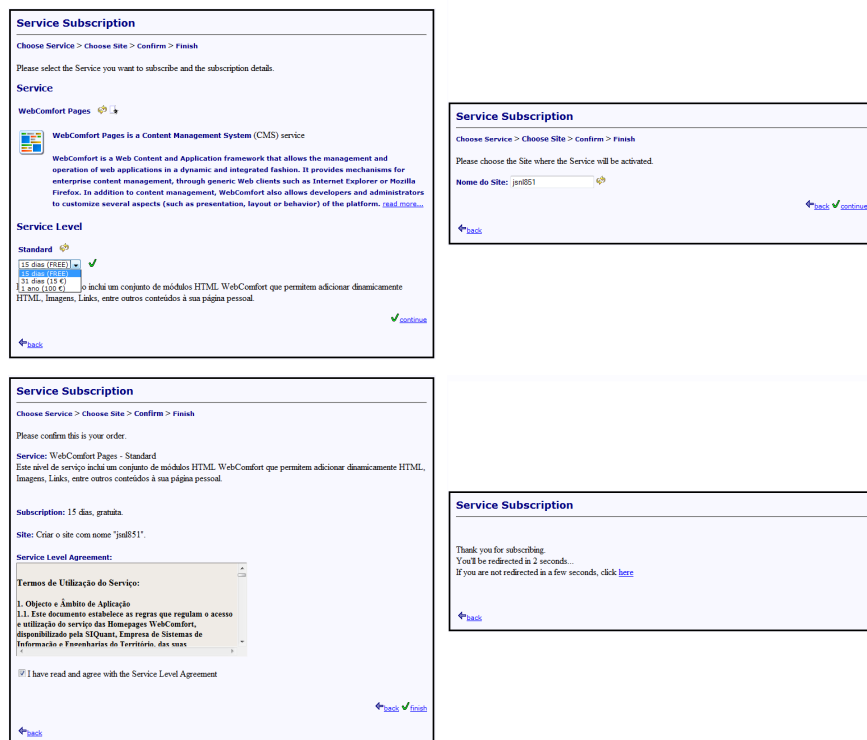 Service Subscription
Choose Service > Choose Site > Confirm > Finish
Please select the Service you want to subscribe and the subscription details.
Service
WebComfort Pages
WebComfort Pages is a Content Management System (CMS) service
WebComfort is a Web Content and Application framework that allows the management and
operation of web applications in a dynamic and integrated fashion. It provides mechanisms for
enterprise content management, through generic Web clients such as Internet Explorer or Mozilla
Firefox. In addition to content management, WebComfort also allows developers and administrators
to customize several aspects (such as presentation, layout or behavior) of the platform. read more...
Service Level
Standard
15 dias (FREE)
15 dias (FREE)
31 dias (15 €)
1 ano (100 €)
o inclui um conjunto de módulos HTML WebComfort que permitem adicionar dinamicamente
HTML, Imagens, Links, entre outros conteúdos à sua página pessoal.
continue
back
Service Subscription
Choose Service > Choose Site > Confirm > Finish
Please choose the Site where the Service will be activated.
Nome do Site: jsnl851
back continue
back
Service Subscription
Choose Service > Choose Site > Confirm > Finish
Please confirm this is your order.
Service: WebComfort Pages - Standard
Este nível de serviço inclui um conjunto de módulos HTML WebComfort que permitem adicionar dinamicamente HTML,
Imagens, Links, entre outros conteúdos à sua página pessoal.
Subscription: 15 dias, gratuita.
Site: Criar o site com nome "jsnl851".
Service Level Agreement:
Termos de Utilização do Serviço:
1. Objecto e Âmbito de Aplicação
1.1. Este documento estabelece as regras que regulam o acesso
e utilização do serviço das Homepages WebComfort,
disponibilizado pela SIQuant, Empresa de Sistemas de
Informação e Engenharias do Território, das suas
I have read and agree with the Service Level Agreement
back finish
back
Service Subscription
Thank you for subscribing.
You'll be redirected in 2 seconds...
If you are not redirected in a few seconds, click here
back